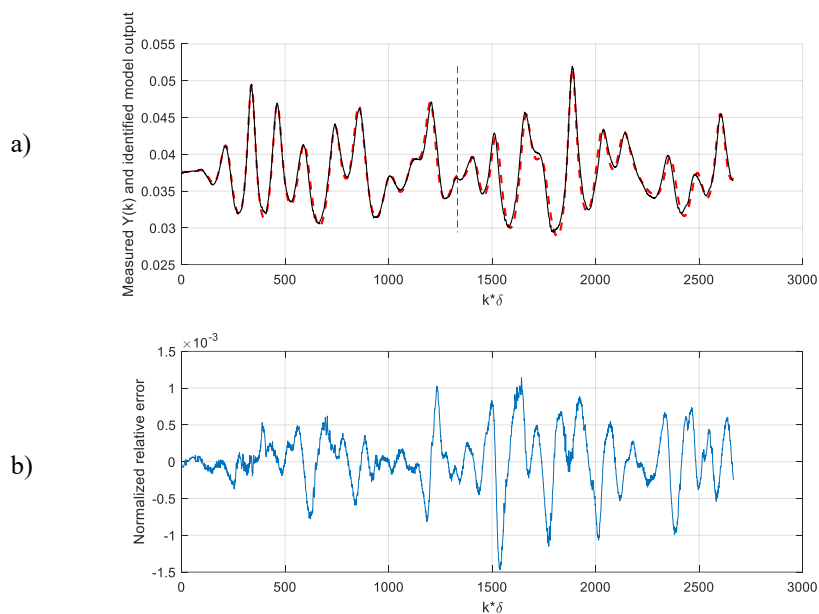 a)
Measured Y(k) and identified model output
0.055
0.05
0.045
0.04
0.035
0.03
0.025
0 500 1000 1500 2000 2500 3000
k*δ
b)
Normalized relative error
×10⁻³
1.5
1
0.5
0
-0.5
-1
-1.5
0 500 1000 1500 2000 2500 3000
k*δ